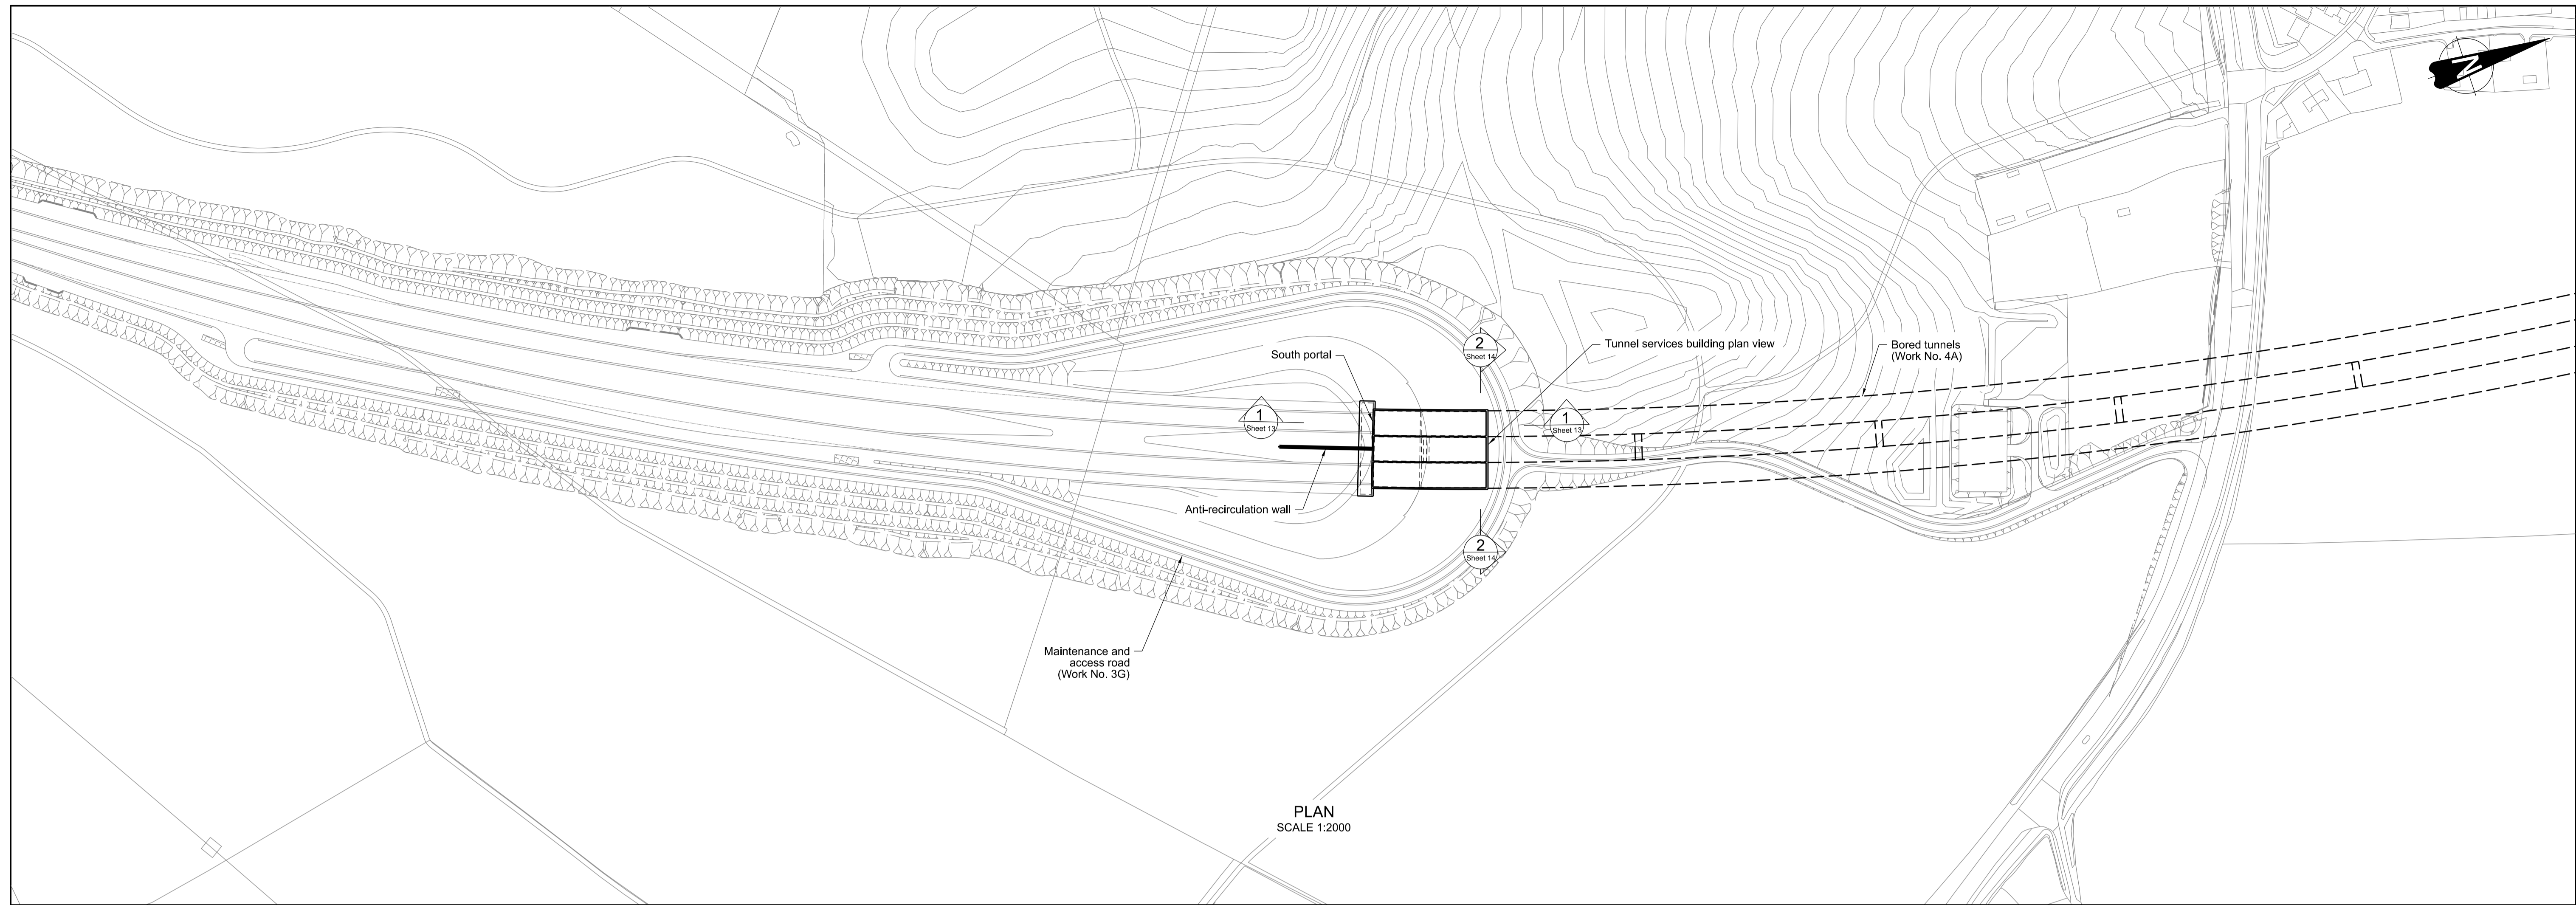 N
2
Sheet 14
Tunnel services building plan view
Bored tunnels
(Work No. 4A)
South portal
1
Sheet 13
1
Sheet 13
Anti-recirculation wall
2
Sheet 14
Maintenance and
access road
(Work No. 3G)
PLAN
SCALE 1:2000